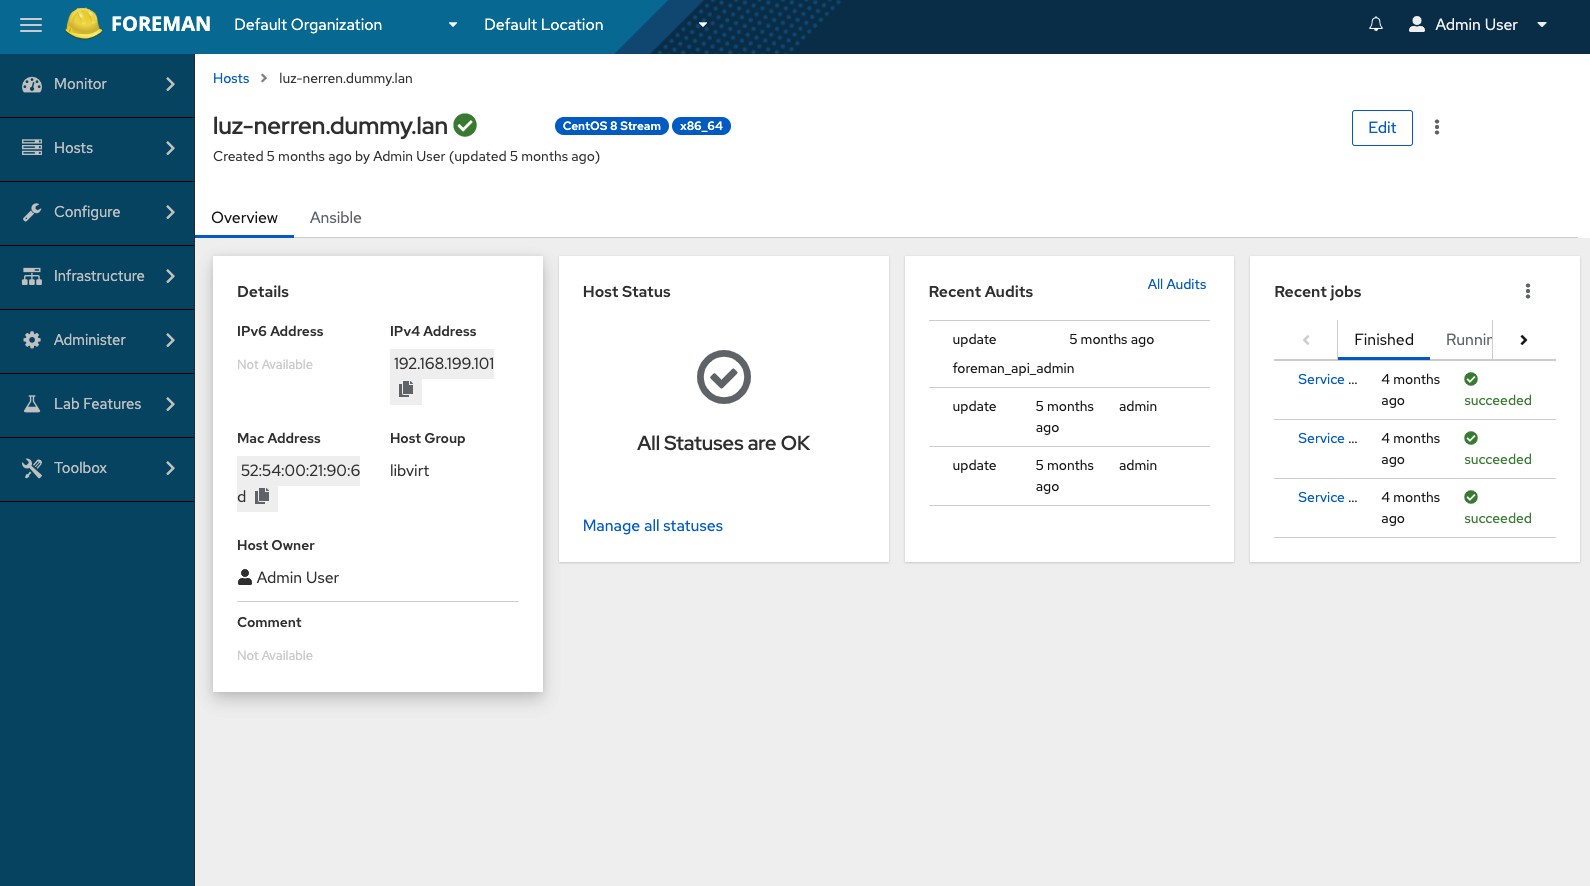 FOREMAN
Default Organization
Default Location
Admin User
Monitor
Hosts
Configure
Infrastructure
Administer
Lab Features
Toolbox
Hosts > luz-nerren.dummy.lan
luz-nerren.dummy.lan
CentOS 8 Stream
x86_64
Edit
Created 5 months ago by Admin User (updated 5 months ago)
Overview
Ansible
Details
IPv6 Address
Not Available
IPv4 Address
192.168.199.101
Mac Address
52:54:00:21:90:6
d
Host Group
libvirt
Host Owner
Admin User
Comment
Not Available
Host Status
All Statuses are OK
Manage all statuses
Recent Audits
All Audits
update 5 months ago
foreman_api_admin
update 5 months admin
ago
update 5 months admin
ago
Recent jobs
Finished
Runnin
Service ... 4 months
ago succeeded
Service ... 4 months
ago succeeded
Service ... 4 months
ago succeeded